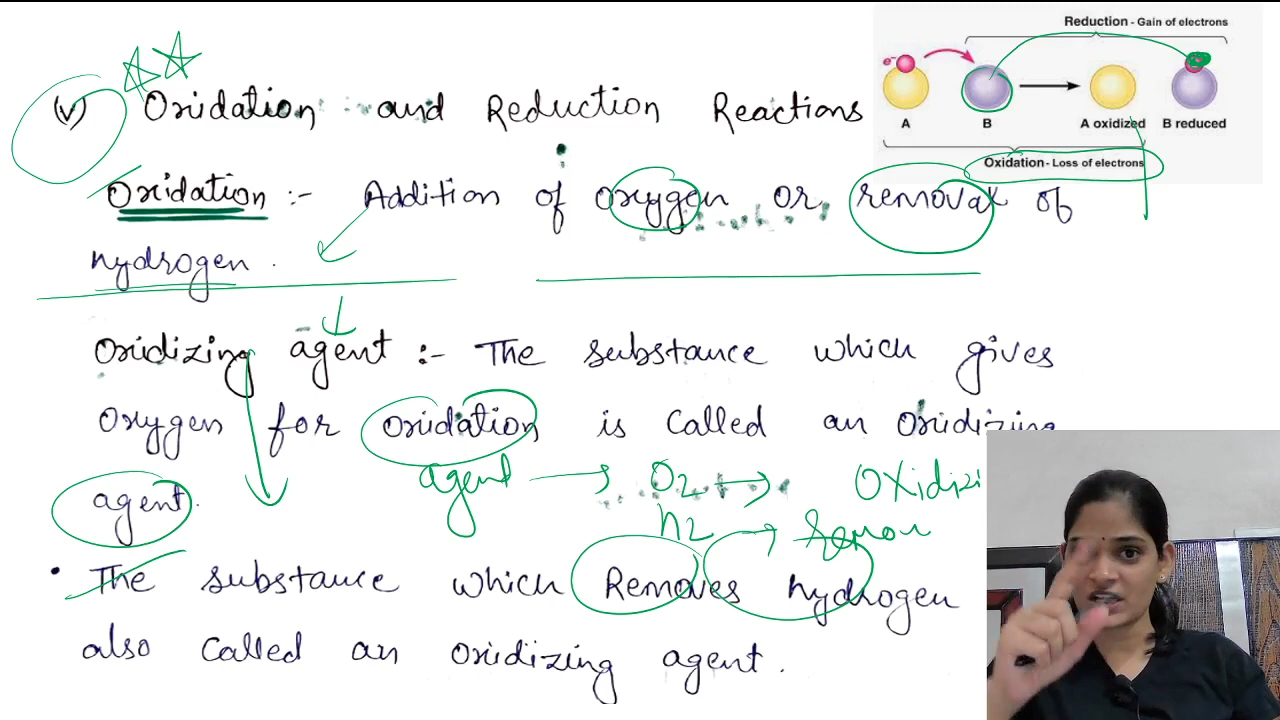 Reduction - Gain of electrons
e-
A
B
A oxidized
B reduced
Oxidation - Loss of electrons
(v) Oxidation and Reduction Reactions
Oxidation :- Addition of oxygen or removal of
hydrogen.
Oxidizing agent :- The substance which gives
oxygen for oxidation is called an oxidizing
agent.
agent → O2 → Oxidizi
h2 → Remov
• The substance which Removes hydrogen
also called an oxidizing agent.